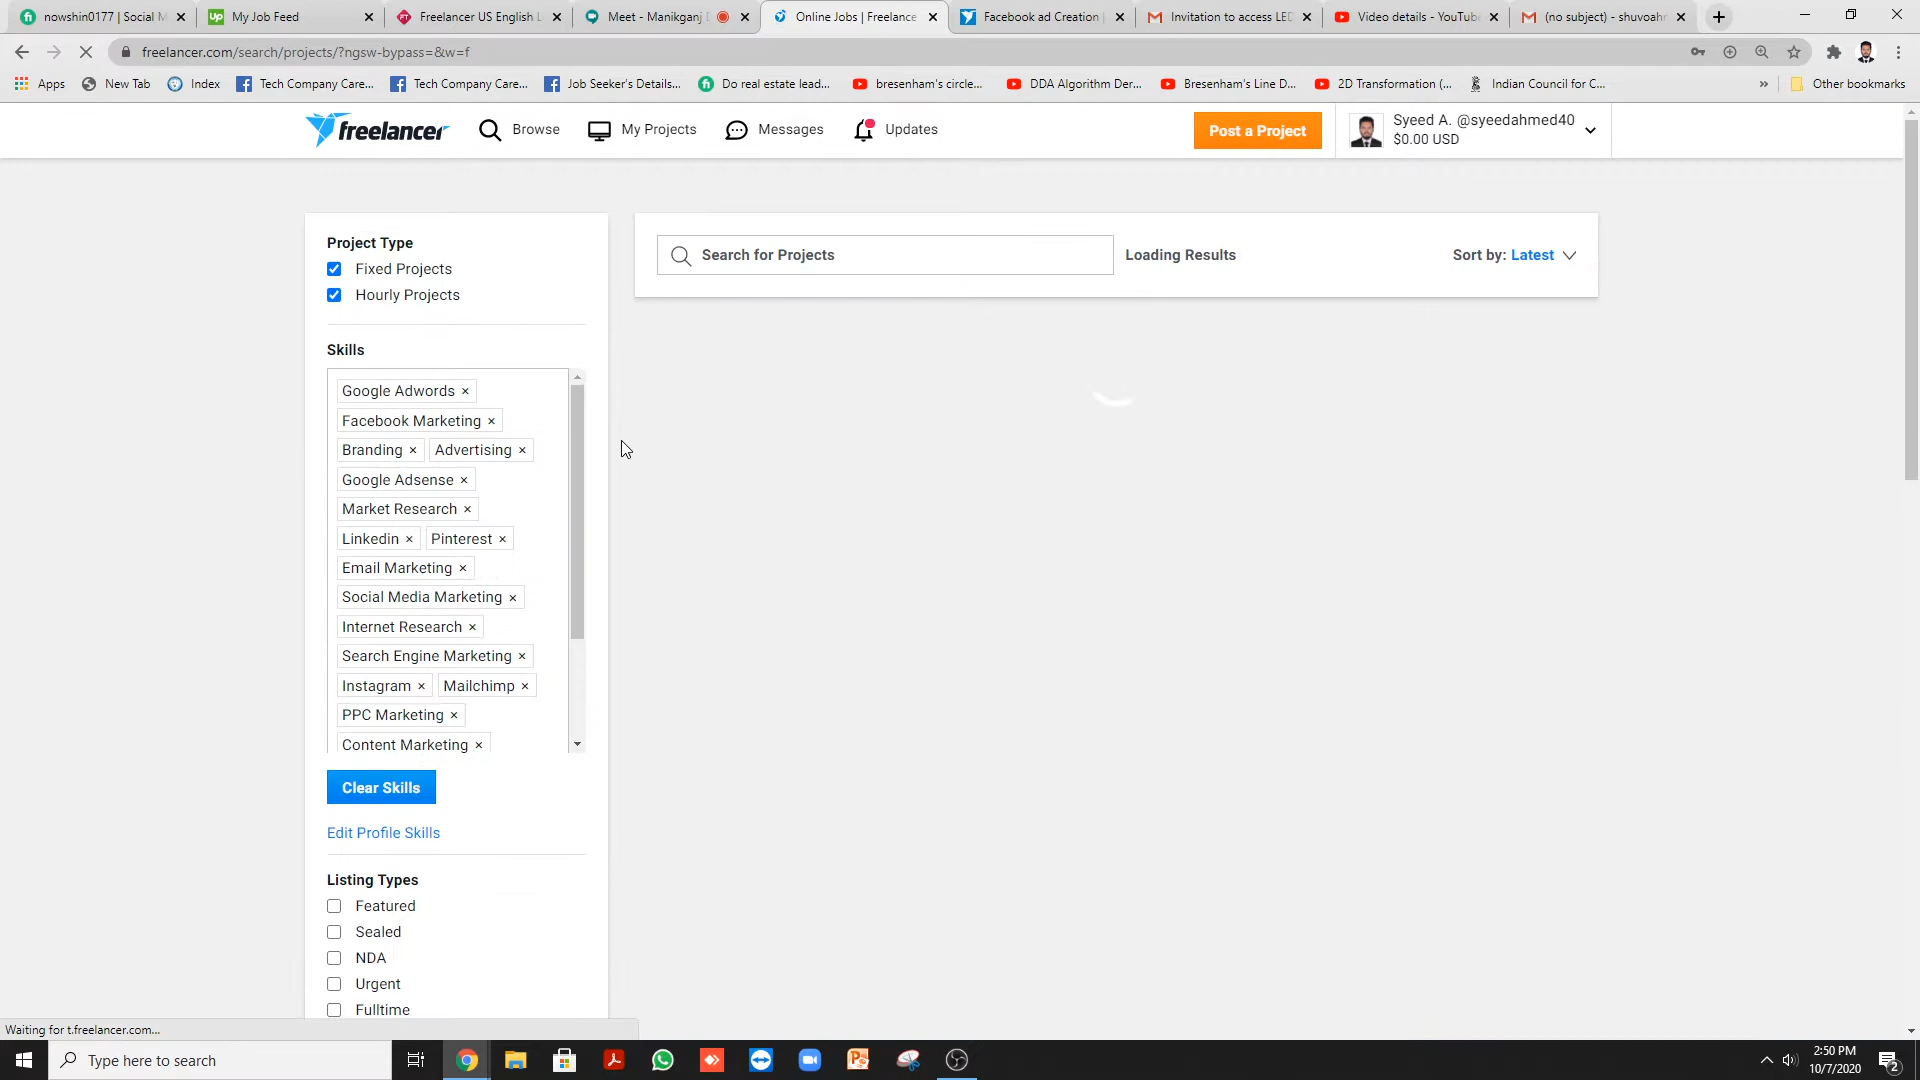 nowshin0177 | Social M
My Job Feed
Freelancer US English L
Meet - Manikganj
Online Jobs | Freelance
Facebook ad Creation |
Invitation to access LED
Video details - YouTube
(no subject) - shuvoahm
freelancer.com/search/projects/?ngsw-bypass=&w=f
Apps
New Tab
Index
Tech Company Care...
Tech Company Care...
Job Seeker's Details...
Do real estate lead...
bresenham's circle...
DDA Algorithm Der...
Bresenham's Line D...
2D Transformation (...
Indian Council for C...
»
Other bookmarks
freelancer
Browse
My Projects
Messages
Updates
Post a Project
Syeed A. @syeedahmed40
$0.00 USD
Project Type
Fixed Projects
Hourly Projects
Skills
Google Adwords ×
Facebook Marketing ×
Branding × Advertising ×
Google Adsense ×
Market Research ×
Linkedin × Pinterest ×
Email Marketing ×
Social Media Marketing ×
Internet Research ×
Search Engine Marketing ×
Instagram × Mailchimp ×
PPC Marketing ×
Content Marketing ×
Clear Skills
Edit Profile Skills
Listing Types
Featured
Sealed
NDA
Urgent
Fulltime
Search for Projects
Loading Results
Sort by: Latest
Waiting for t.freelancer.com...
Type here to search
2:50 PM
10/7/2020
2